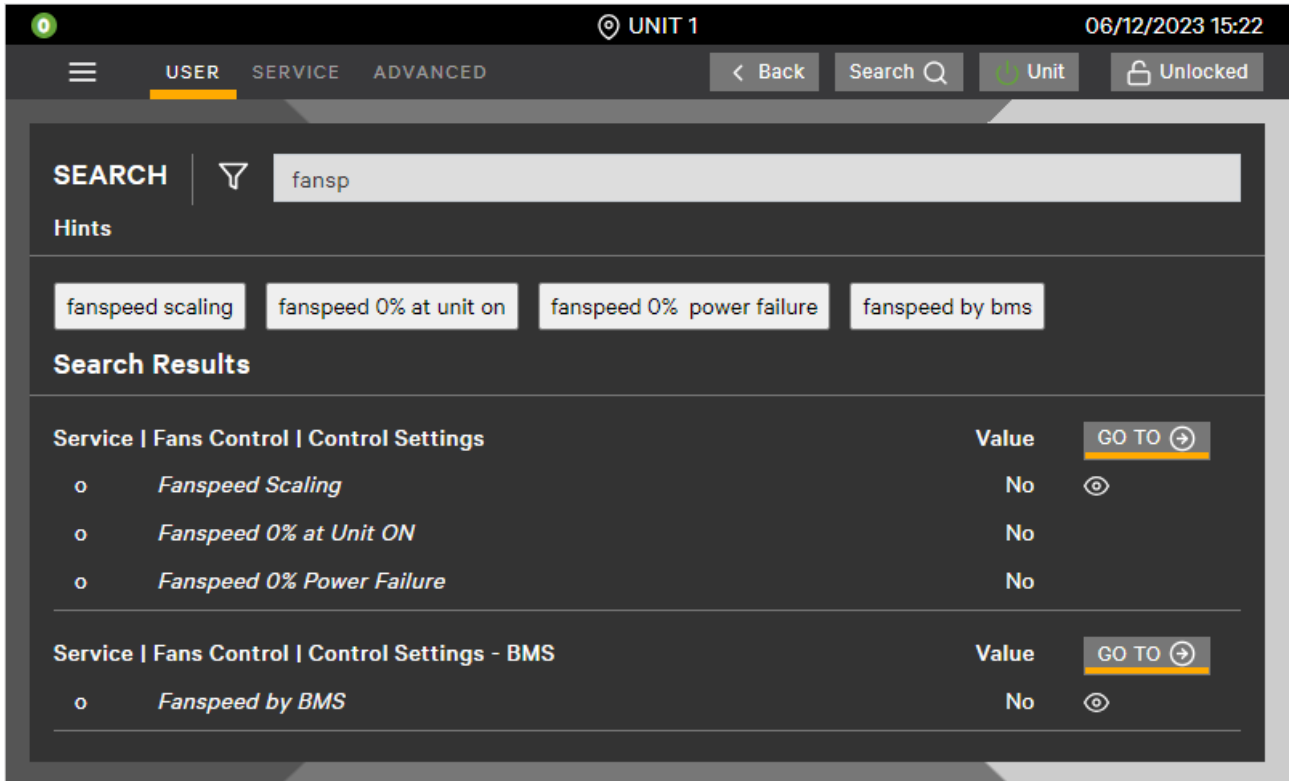 0 UNIT 1 06/12/2023 15:22
USER SERVICE ADVANCED Back Search Unit Unlocked
SEARCH fansp
Hints
fanspeed scaling fanspeed 0% at unit on fanspeed 0%  power failure fanspeed by bms
Search Results
Service | Fans Control | Control Settings Value GO TO
o Fanspeed Scaling No
o Fanspeed 0% at Unit ON No
o Fanspeed 0% Power Failure No
Service | Fans Control | Control Settings - BMS Value GO TO
o Fanspeed by BMS No